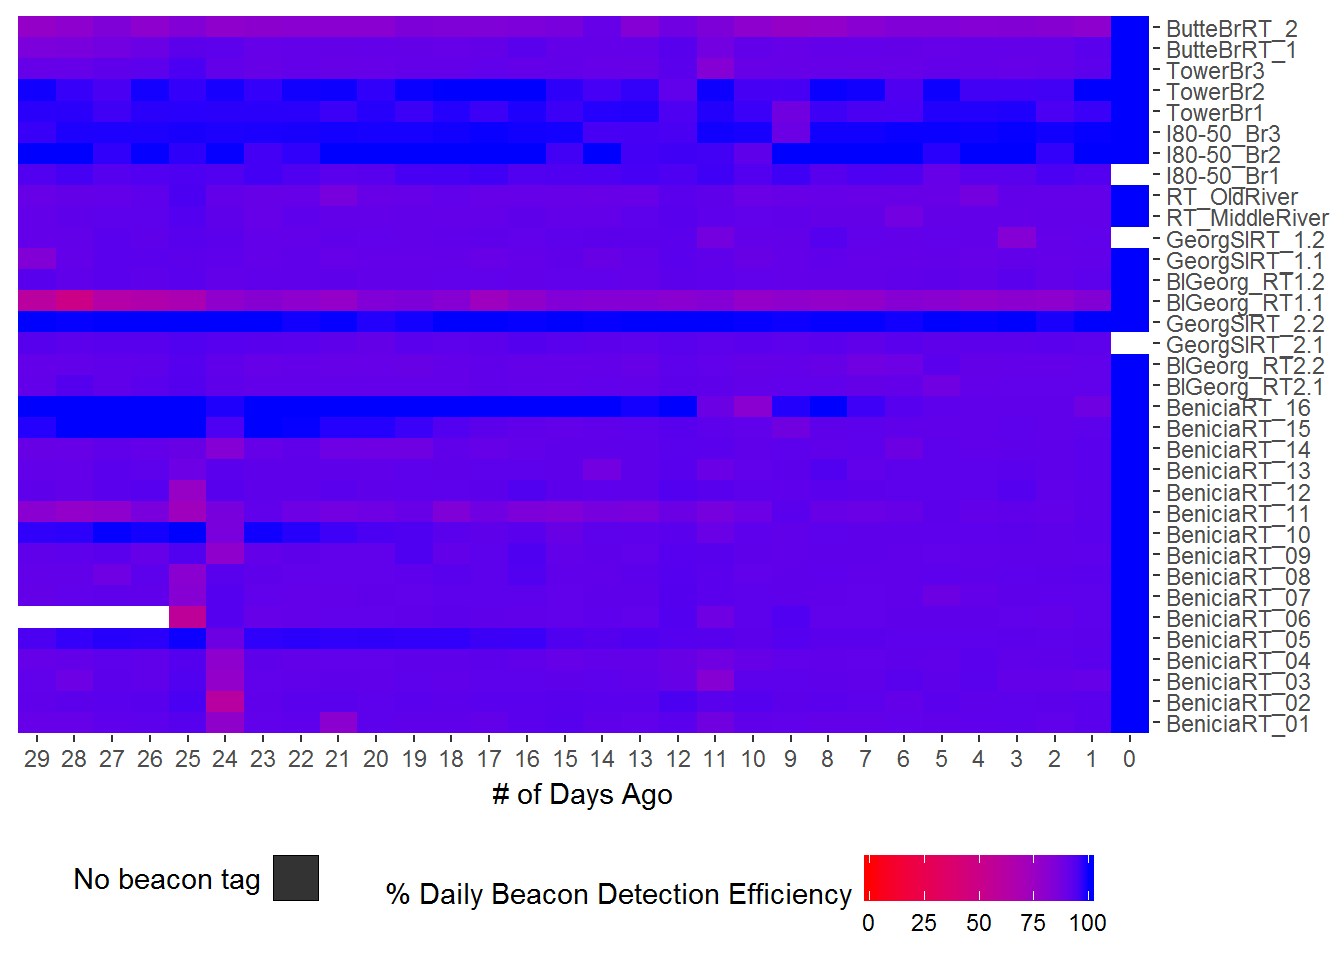 ButteBrRT_2
ButteBrRT_1
TowerBr3
TowerBr2
TowerBr1
I80-50_Br3
I80-50_Br2
I80-50_Br1
RT_OldRiver
RT_MiddleRiver
GeorgSlRT_1.2
GeorgSlRT_1.1
BlGeorg_RT1.2
BlGeorg_RT1.1
GeorgSlRT_2.2
GeorgSlRT_2.1
BlGeorg_RT2.2
BlGeorg_RT2.1
BeniciaRT_16
BeniciaRT_15
BeniciaRT_14
BeniciaRT_13
BeniciaRT_12
BeniciaRT_11
BeniciaRT_10
BeniciaRT_09
BeniciaRT_08
BeniciaRT_07
BeniciaRT_06
BeniciaRT_05
BeniciaRT_04
BeniciaRT_03
BeniciaRT_02
BeniciaRT_01
29 28 27 26 25 24 23 22 21 20 19 18 17 16 15 14 13 12 11 10 9 8 7 6 5 4 3 2 1 0
# of Days Ago
No beacon tag
% Daily Beacon Detection Efficiency
0 25 50 75 100